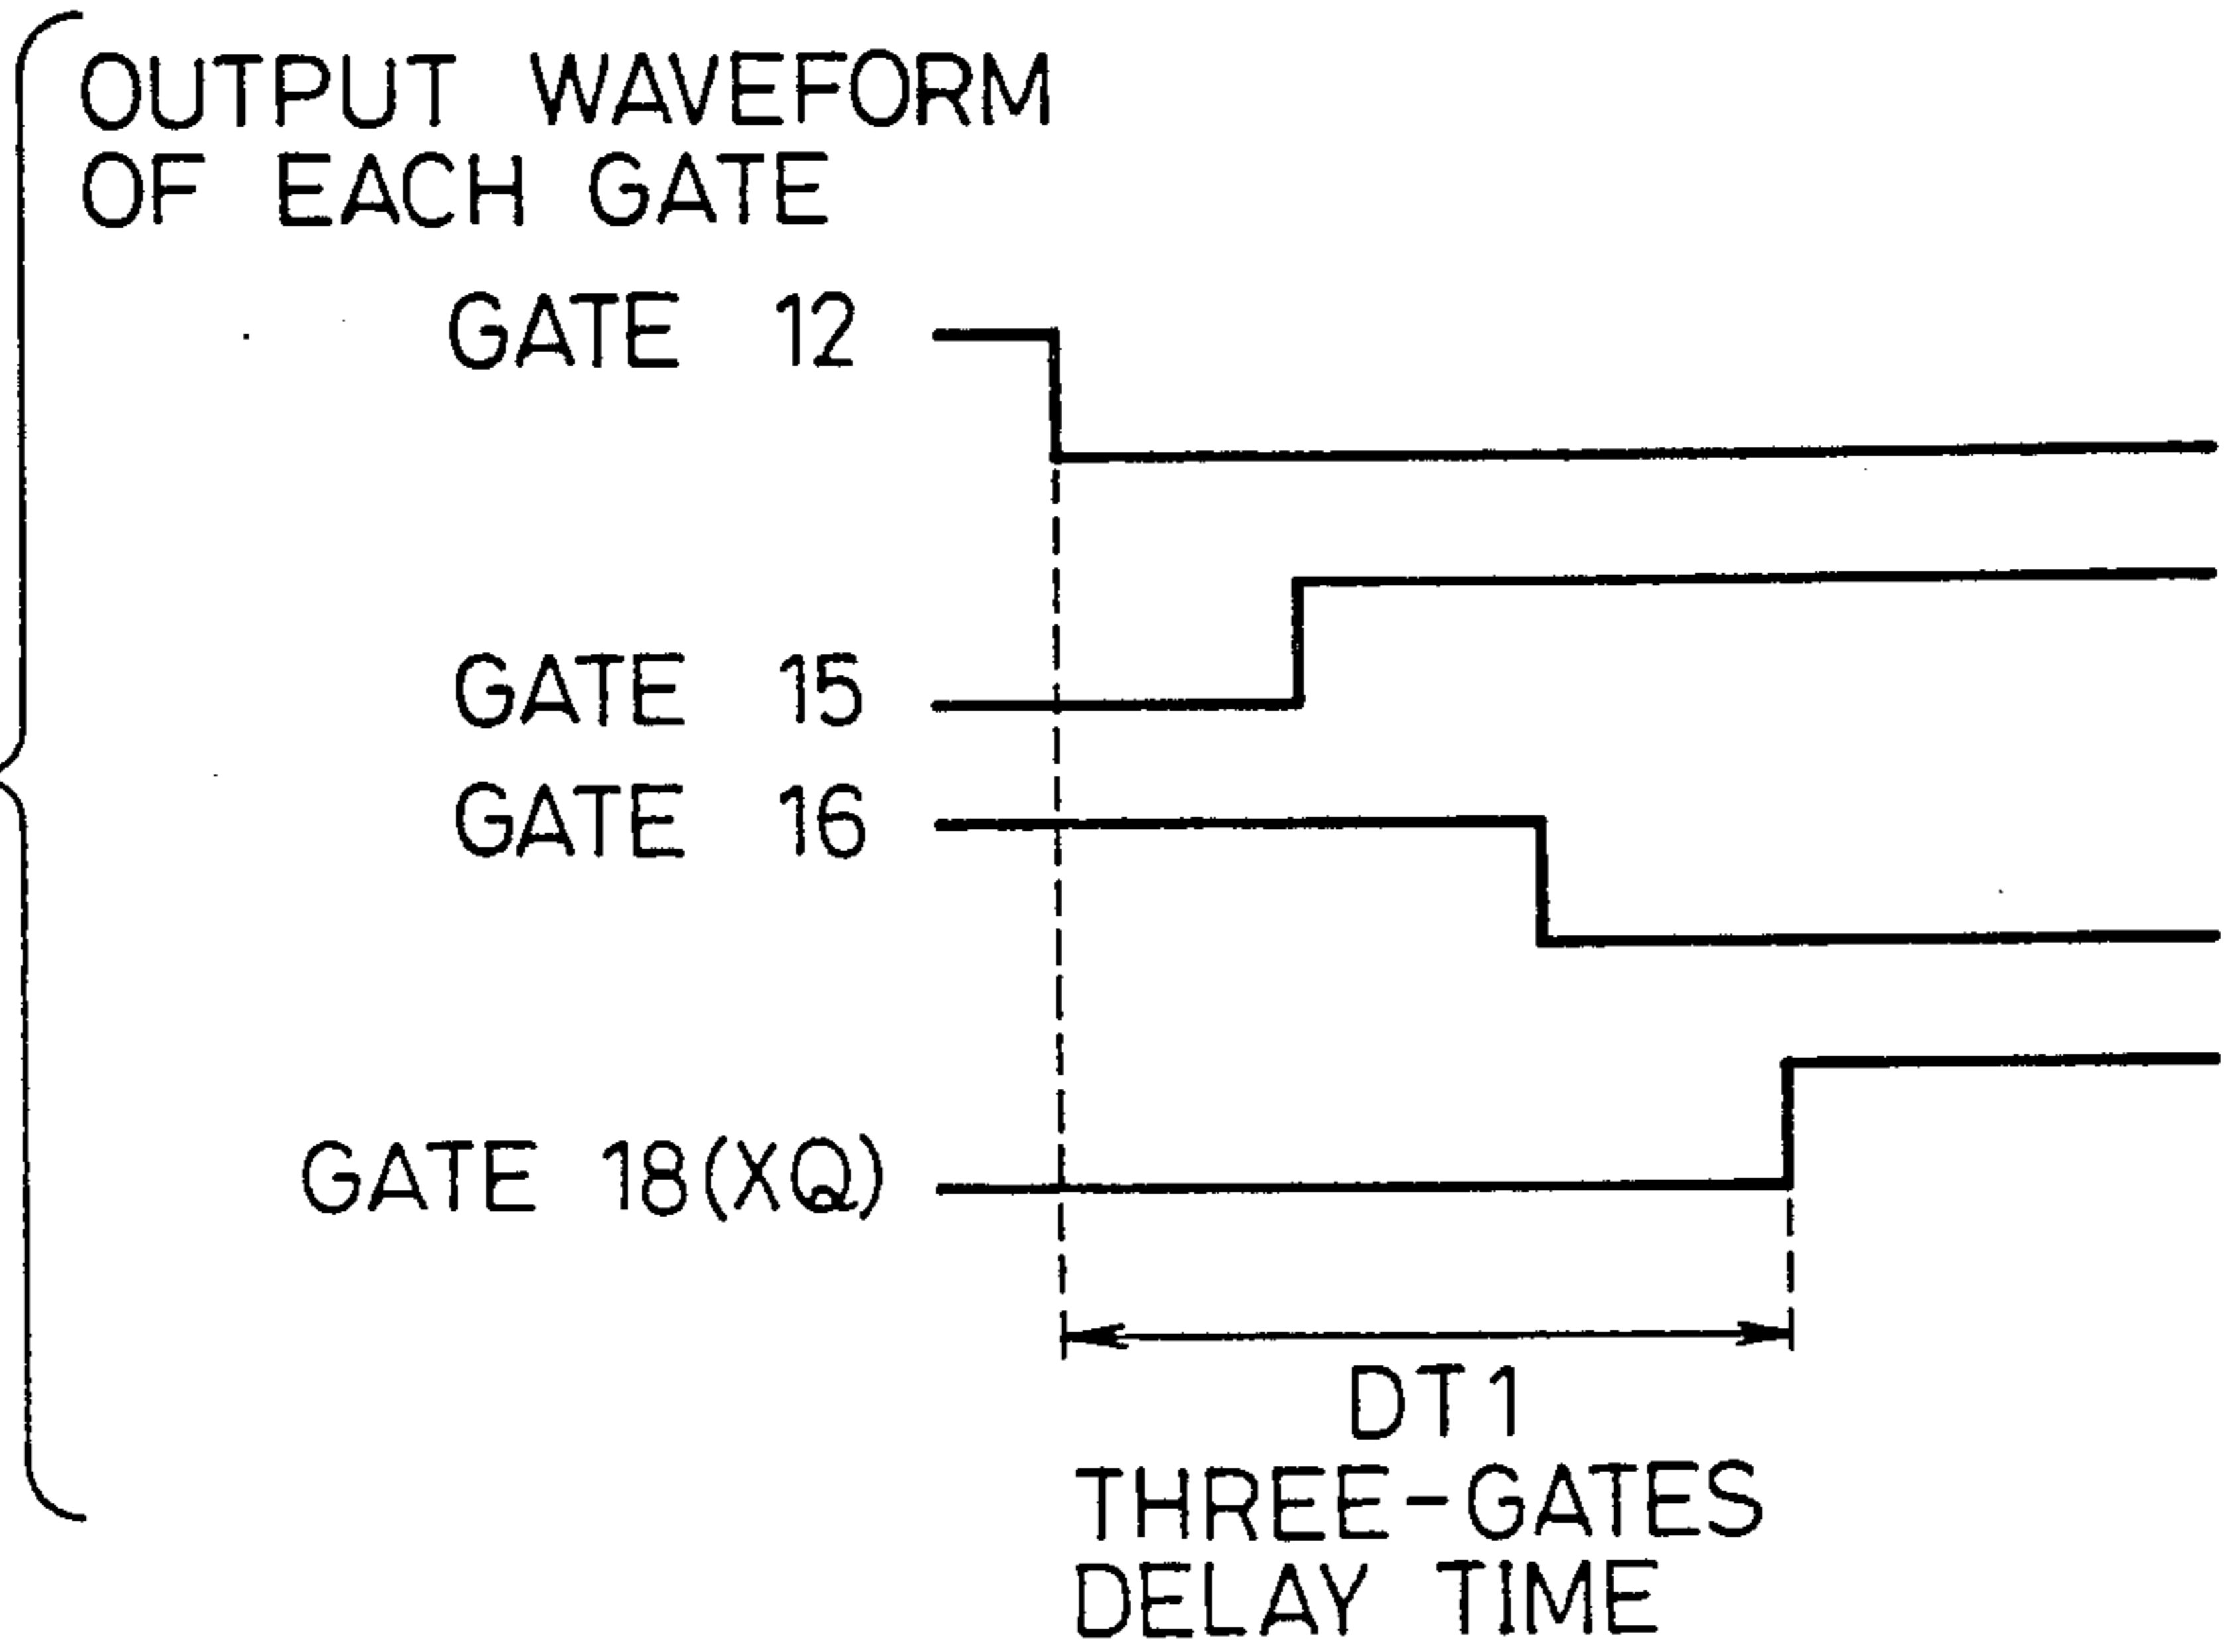 OUTPUT WAVEFORM
OF EACH GATE
GATE 12
GATE 15
GATE 16
GATE 18(XQ)
DT1
THREE-GATES
DELAY TIME